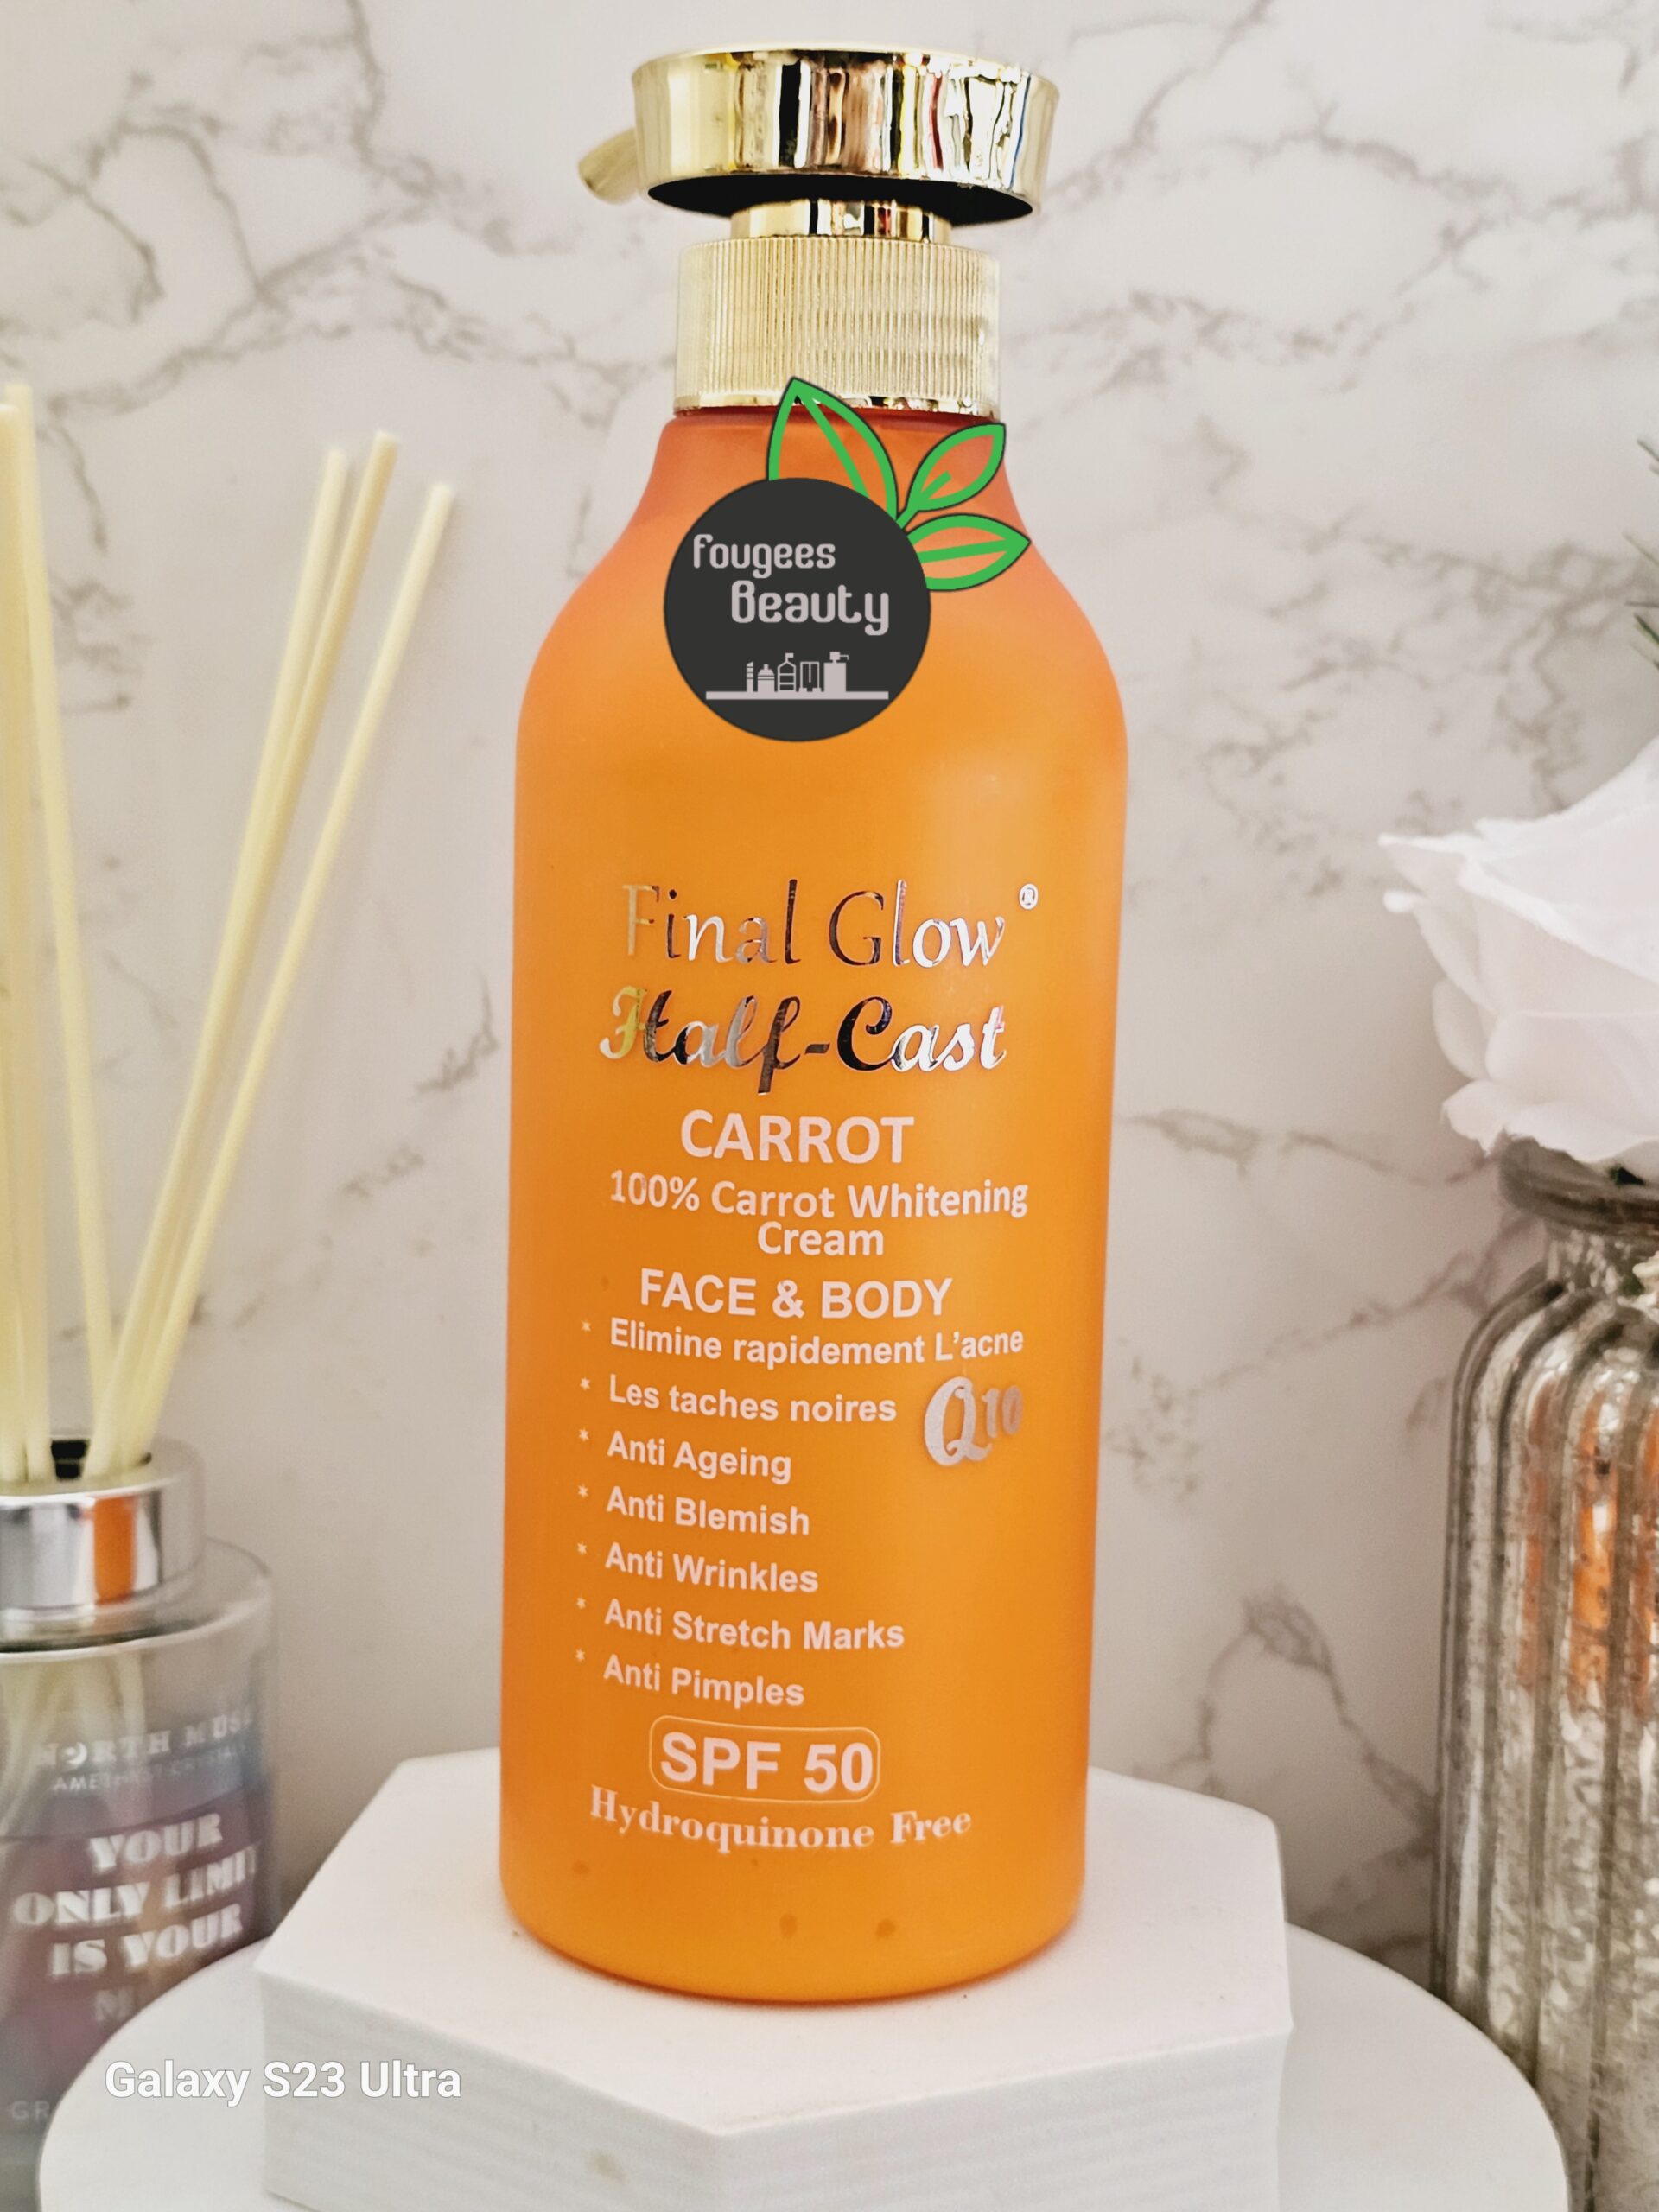 fougees
Beauty
Final Glow®
Half-Cast
CARROT
100% Carrot Whitening
Cream
FACE & BODY
* Elimine rapidement L'acne
* Les taches noires
Q10
* Anti Ageing
* Anti Blemish
* Anti Wrinkles
* Anti Stretch Marks
* Anti Pimples
SPF 50
Hydroquinone Free
NORTH
YOUR
ONLY LIMIT
IS YOUR
Galaxy S23 Ultra